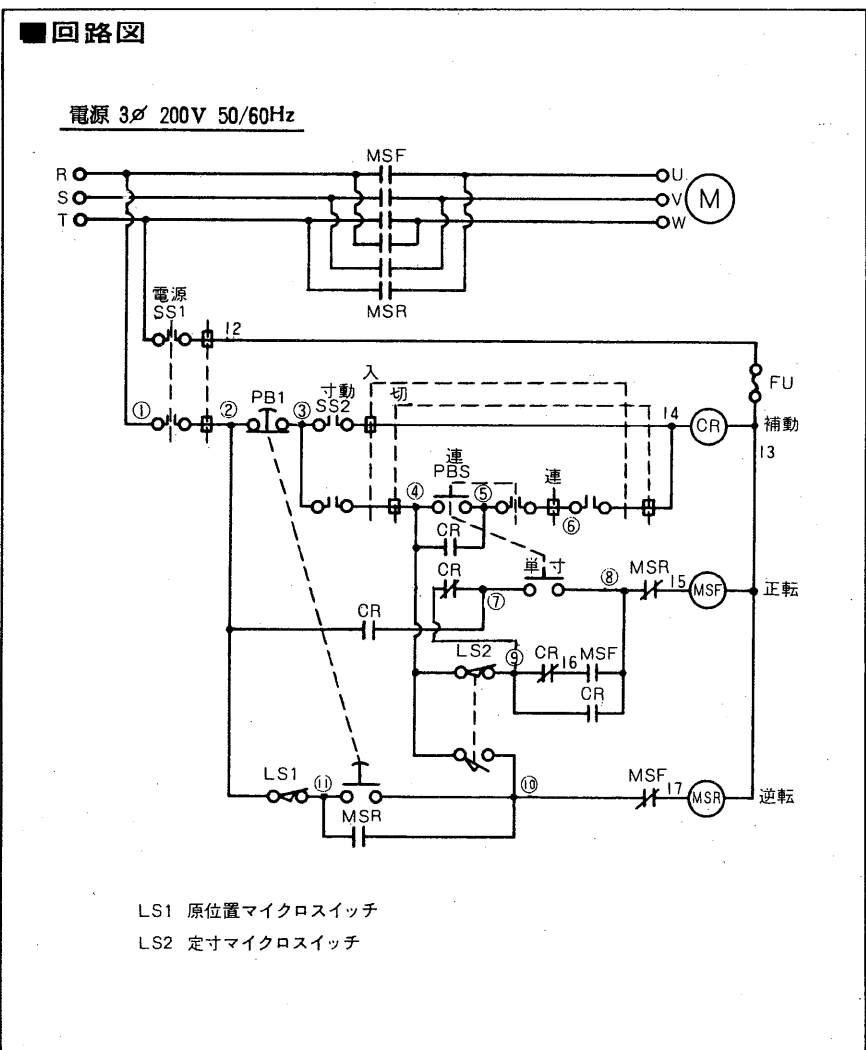 ■回路図
電源 3∅ 200V 50/60Hz
MSF
R
U
S
V
M
T
W
MSR
電源
SS1
12
入
切
FU
PB1
寸動
SS2
①
②
③
14
CR
補動
13
連
PBS
連
④
⑤
⑥
CR
CR
単 寸
⑦
⑧
MSR
15
MSF
正転
CR
LS2
⑨
CR
16
MSF
CR
LS1
⑪
⑩
MSF
17
MSR
逆転
MSR
LS1 原位置マイクロスイッチ
LS2 定寸マイクロスイッチ